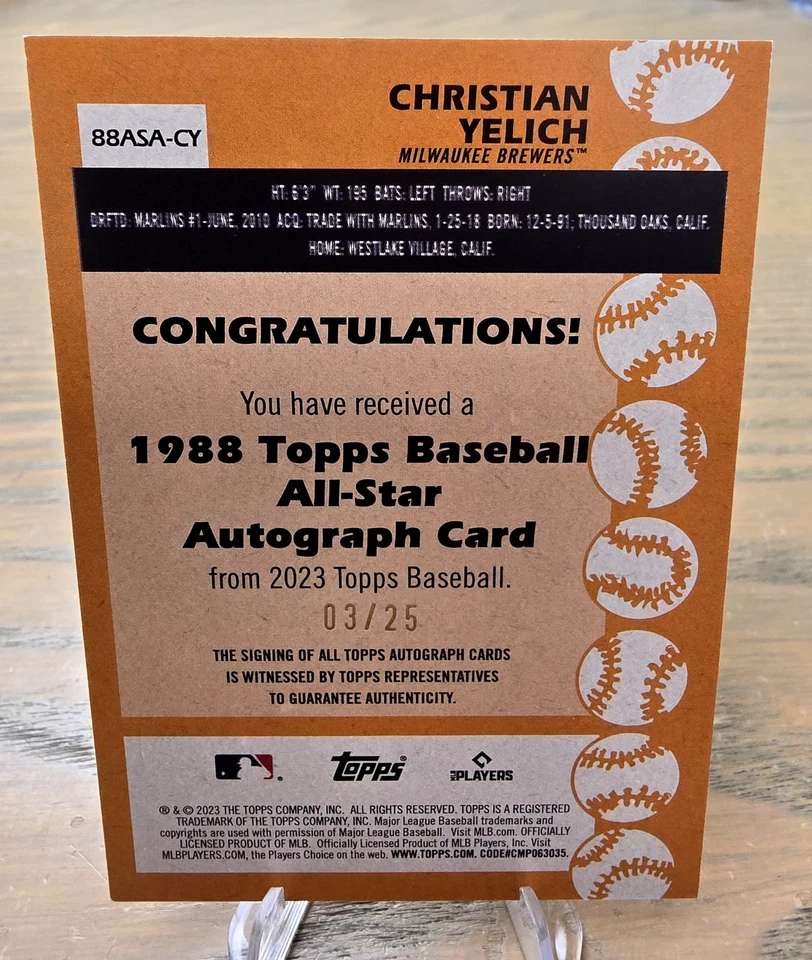 CHRISTIAN
YELICH
MILWAUKEE BREWERS™
88ASA-CY
HT: 6'3" WT: 195 BATS: LEFT THROWS: RIGHT
DRFTD: MARLINS #1-JUNE, 2010 ACQ: TRADE WITH MARLINS, 1-25-18 BORN: 12-5-91; THOUSAND OAKS, CALIF.
HOME: WESTLAKE VILLAGE, CALIF.
CONGRATULATIONS!
You have received a
1988 Topps Baseball
All-Star
Autograph Card
from 2023 Topps Baseball.
03/25
THE SIGNING OF ALL TOPPS AUTOGRAPH CARDS
IS WITNESSED BY TOPPS REPRESENTATIVES
TO GUARANTEE AUTHENTICITY.
Topps® MLB PLAYERS
® & © 2023 THE TOPPS COMPANY, INC. ALL RIGHTS RESERVED. TOPPS IS A REGISTERED
TRADEMARK OF THE TOPPS COMPANY, INC. Major League Baseball trademarks and
copyrights are used with permission of Major League Baseball. Visit MLB.com. OFFICIALLY
LICENSED PRODUCT OF MLB. Officially Licensed Product of MLB Players, Inc. Visit
MLBPLAYERS.COM, the Players Choice on the web. WWW.TOPPS.COM. CODE#CMP063035.